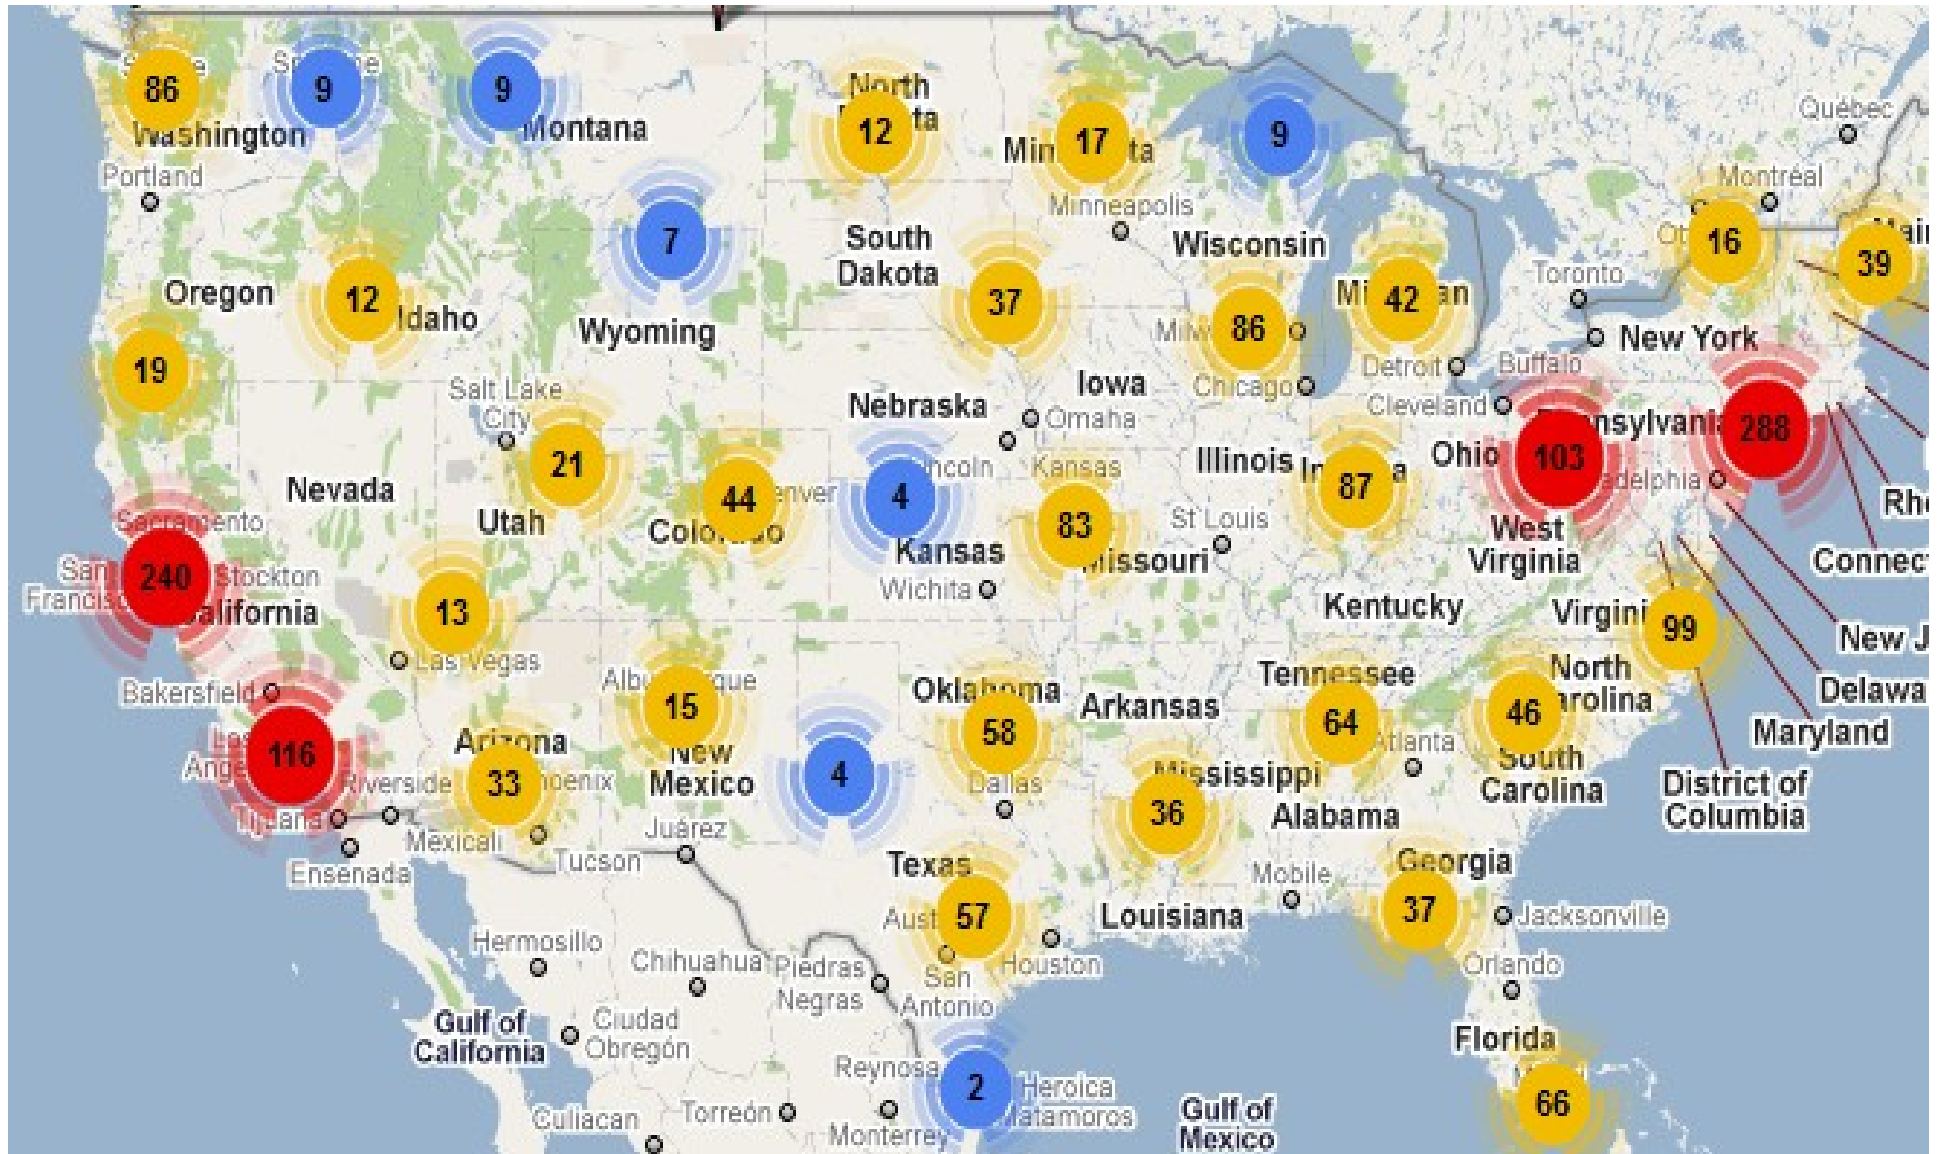 86
9
9
Washington
Montana
Portland
North
12
17
9
Québec
Montréal
Minneapolis
7
South
Dakota
Wisconsin
16
39
Oregon
12
Idaho
Wyoming
37
86
42
Toronto
New York
19
Salt Lake
City
Nebraska
Iowa
Omaha
Chicago
Detroit
Buffalo
Cleveland
288
21
Nevada
Utah
44
4
Kansas
83
Illinois
87
Ohio
103
Sacramento
Kansas
Missouri
St Louis
West
Virginia
240
Stockton
Wichita
13
Las Vegas
Kentucky
99
Bakersfield
15
Oklahoma
58
Arkansas
Tennessee
64
46
North
Maryland
116
Riverside
Arizona
33
New
Mexico
4
Dallas
Mississippi
36
Atlanta
South
Carolina
District of
Columbia
Tijuana
Mexicali
Ensenada
Tucson
Juárez
Texas
Alabama
Georgia
57
Houston
Louisiana
Mobile
37
Jacksonville
Hermosillo
Chihuahua
Piedras
Negras
San
Antonio
Orlando
Gulf of
California
Ciudad
Obregón
Florida
Reynosa
2
Heroica
Matamoros
66
Culiacan
Torreón
Monterrey
Gulf of
Mexico